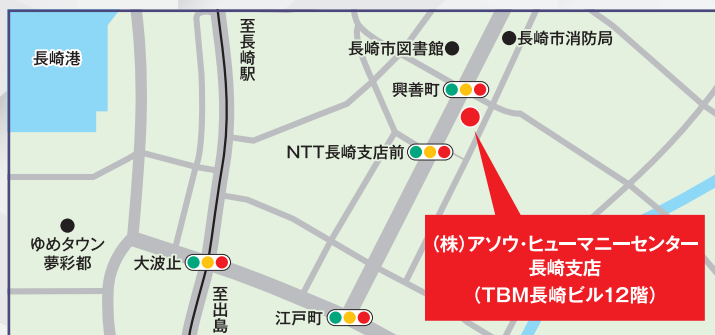 長崎港
至長崎駅
長崎市図書館
長崎市消防局
興善町
NTT長崎支店前
ゆめタウン
夢彩都
大波止
至出島
江戸町
(株)アソウ・ヒューマニーセンター
長崎支店
(TBM長崎ビル12階)